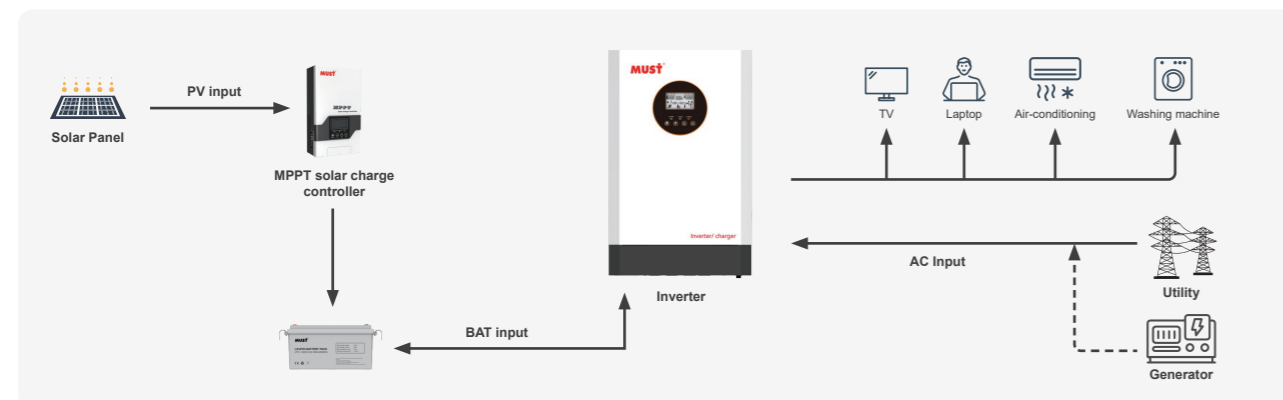 Solar Panel
PV input
MUST
MPPT
MPPT solar charge
controller
MUST
BAT input
MUST
Inverter/ charger
Inverter
TV
Laptop
Air-conditioning
Washing machine
AC Input
Utility
Generator